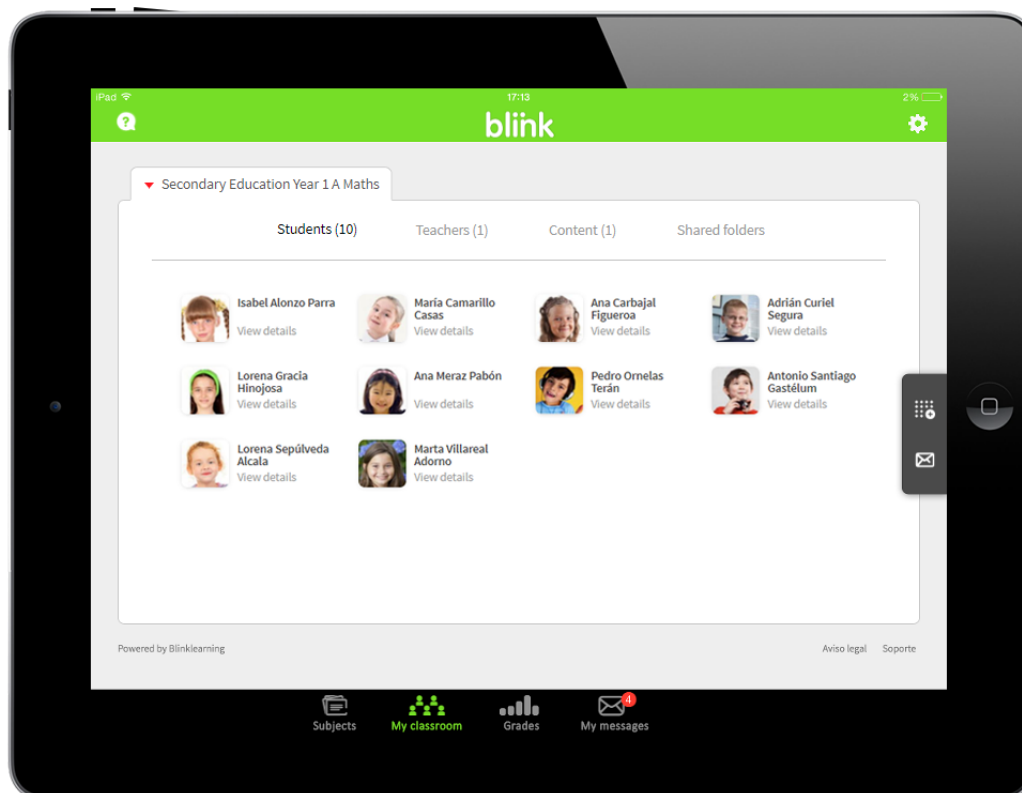 iPad 17:13 2%
blink
Secondary Education Year 1 A Maths
Students (10) Teachers (1) Content (1) Shared folders
Isabel Alonzo Parra
View details
María Camarillo
Casas
View details
Ana Carbajal
Figueroa
View details
Adrián Curiel
Segura
View details
Lorena Gracia
Hinojosa
View details
Ana Meraz Pabón
View details
Pedro Ornelas
Terán
View details
Antonio Santiago
Gastélum
View details
Lorena Sepúlveda
Alcala
View details
Marta Villareal
Adorno
View details
Powered by Blinklearning
Aviso legal Soporte
4
Subjects My classroom Grades My messages